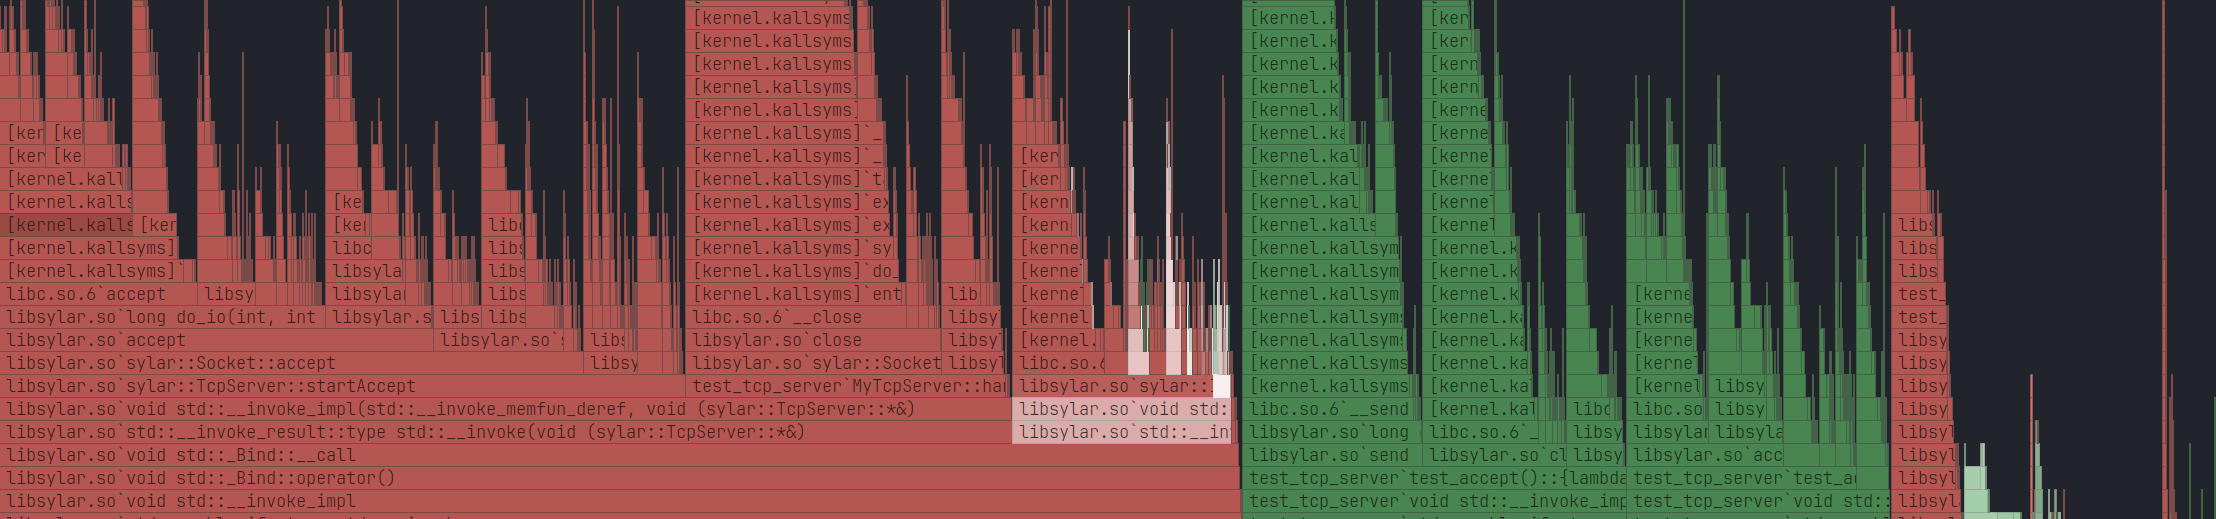 [kernel.kallsyms [kernel.k [ker
[kernel.kallsyms [kernel.k [ker
[kernel.kallsyms [kernel.k [kern
[kernel.kallsyms] [kernel.k [kern
[kernel.kallsyms] [kernel.k [kerne
[ker [ke [kernel.kallsyms]`_ [kernel.ka [kerne
[ker [ke [kernel.kallsyms]`_ [ker [kernel.kal [kerne
[kernel.kall [kernel.kallsyms]`t [ker [kernel.kal [kerne
[kernel.kalls [ke [kernel.kallsyms]`ex [kern [kernel.kal [kerne
[kernel.kalls [ker [ke libc [kernel.kallsyms]`ex [kern [kernel.kalls [kernel libs
[kernel.kallsyms] libc libs [kernel.kallsyms]`sy [kerne [kernel.kallsym [kernel.k libs
[kernel.kallsyms]` libsyla libs [kernel.kallsyms]`do_ [kerne [kernel.kallsym [kernel.k libs
libc.so.6`accept libsy libsylar libs [kernel.kallsyms]`ent lib [kernel [kernel.kallsym [kernel.k [kerne test_
libsylar.so`long do_io(int, int libsylar.s libs libs libc.so.6`__close libsy [kernel [kernel.kallsyms [kernel.ka [kerne test_
libsylar.so`accept libsylar.so` libs libsylar.so`close libsy [kernel. [kernel.kallsyms [kernel.ka [kerne libsy
libsylar.so`sylar::Socket::accept libsy libsylar.so`sylar::Socket libsyl libc.so.6 [kernel.kallsyms [kernel.ka [kernel libsy
libsylar.so`sylar::TcpServer::startAccept test_tcp_server`MyTcpServer::han libsylar.so`sylar:: [kernel.kallsyms [kernel.ka [kernel libsy libsy
libsylar.so`void std::__invoke_impl(std::__invoke_memfun_deref, void (sylar::TcpServer::*&) libsylar.so`void std: libc.so.6`__send [kernel.kal libc libc.so libsy libsy
libsylar.so`std::__invoke_result::type std::__invoke(void (sylar::TcpServer::*&) libsylar.so`std::__in libsylar.so`long libc.so.6`_ libsy libsylar libsyla libsyl
libsylar.so`void std::_Bind::__call libsylar.so`send libsylar.so`cl libsy libsylar.so`acc libsyl
libsylar.so`void std::_Bind::operator() test_tcp_server`test_accept()::{lambda test_tcp_server`test_a libsyl
libsylar.so`void std::__invoke_impl test_tcp_server`void std::__invoke_imp test_tcp_server`void std:: libsyl